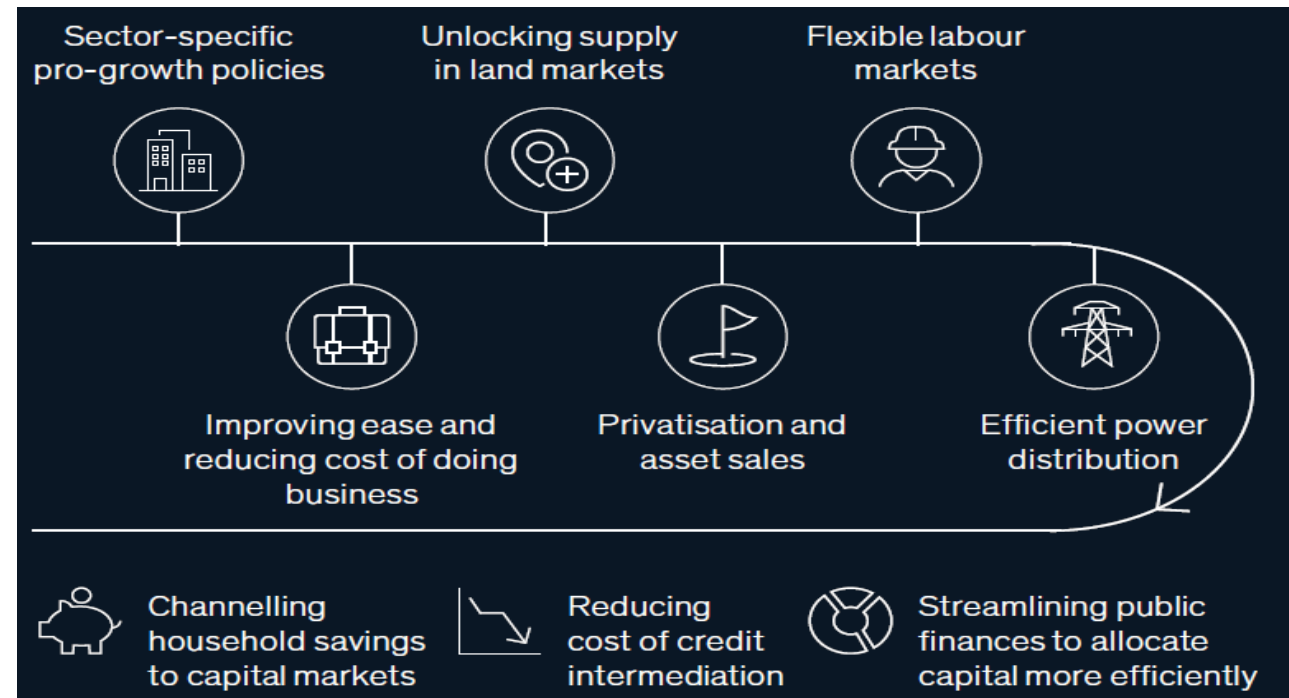 Sector-specific
pro-growth policies
Unlocking supply
in land markets
Flexible labour
markets
Improving ease and
reducing cost of doing
business
Privatisation and
asset sales
Efficient power
distribution
Channelling
household savings
to capital markets
Reducing
cost of credit
intermediation
Streamlining public
finances to allocate
capital more efficiently